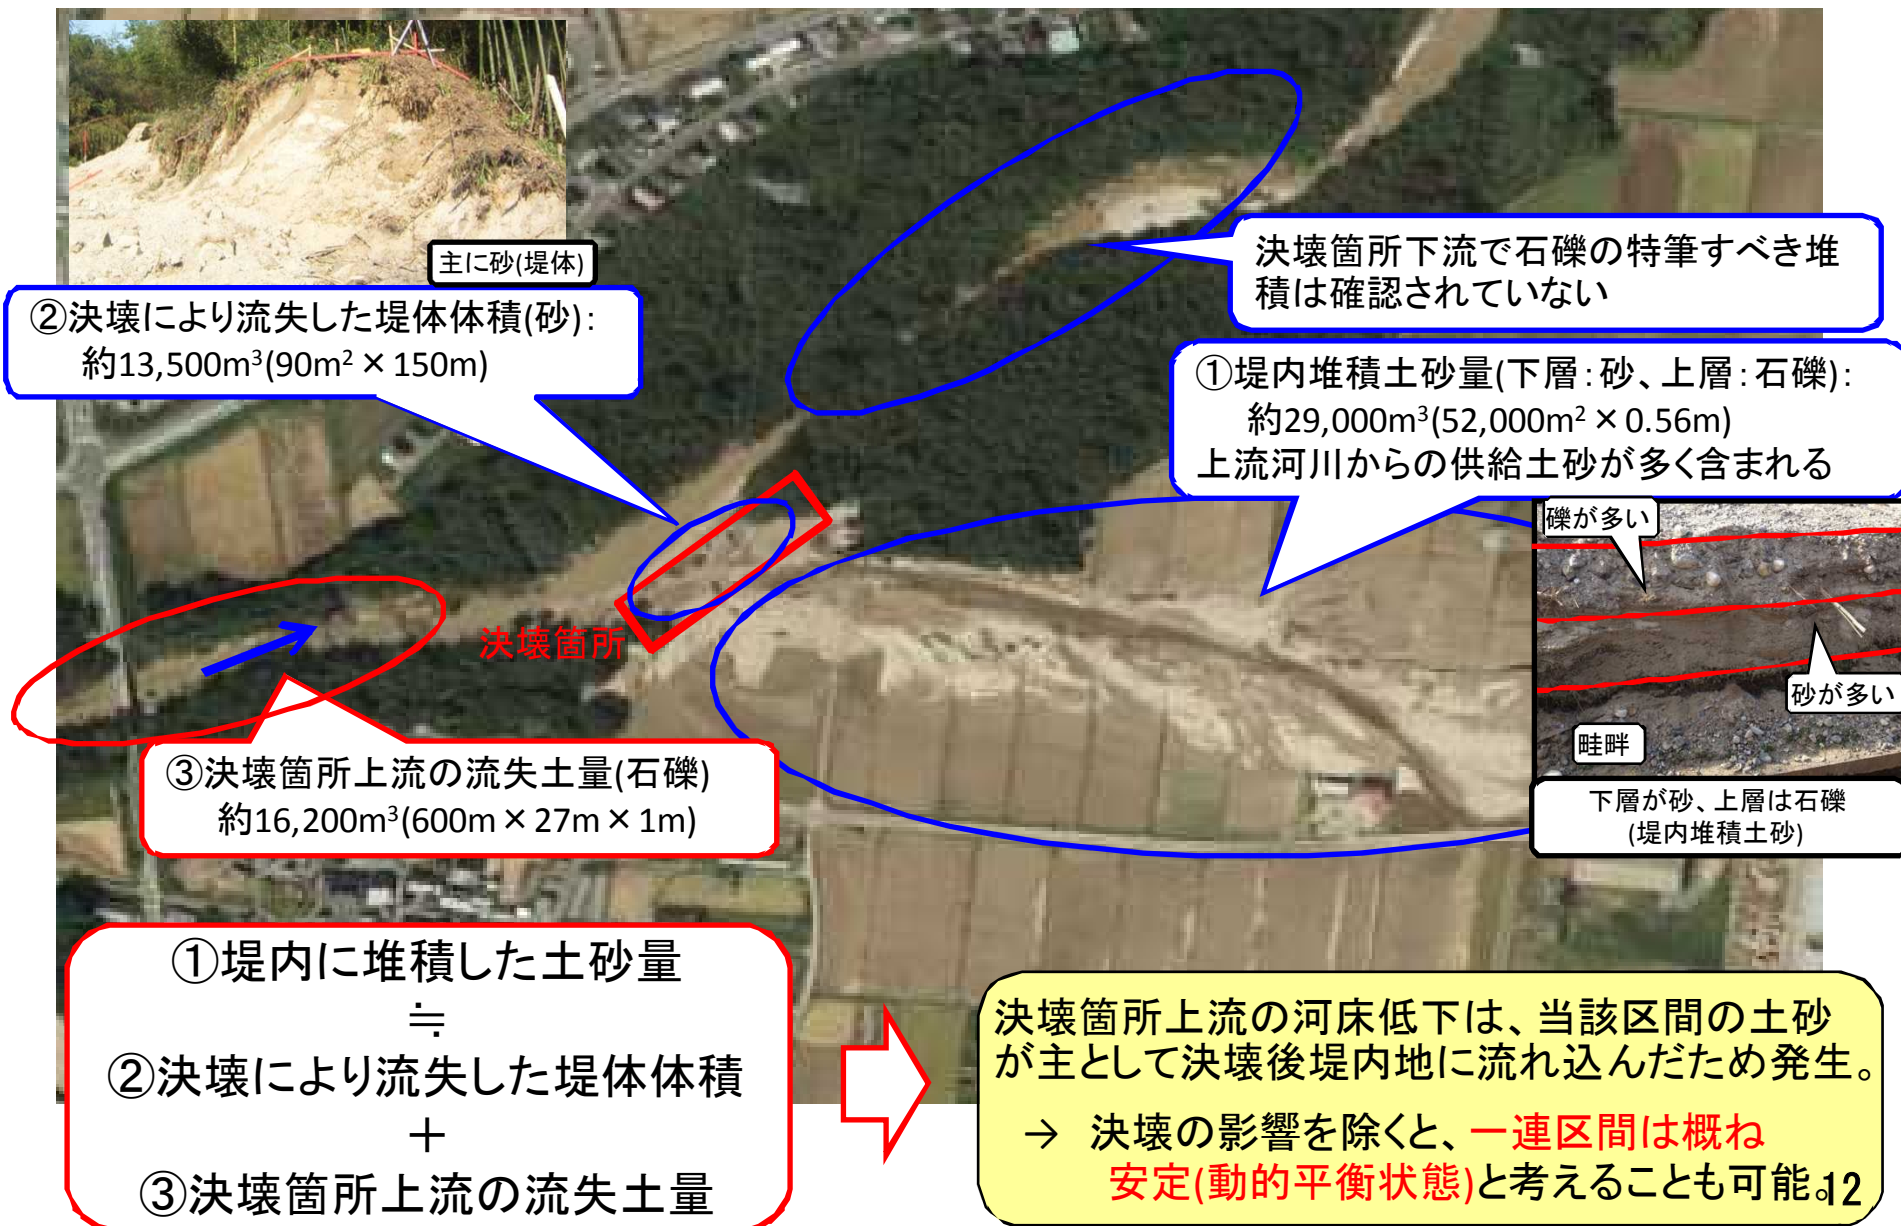 主に砂(堤体)
②決壊により流失した堤体体積(砂):
約13,500m³(90m² × 150m)
決壊箇所下流で石礫の特筆すべき堆
積は確認されていない
①堤内堆積土砂量(下層:砂、上層:石礫):
約29,000m³(52,000m² × 0.56m)
上流河川からの供給土砂が多く含まれる
礫が多い
砂が多い
畦畔
下層が砂、上層は石礫
(堤内堆積土砂)
決壊箇所
③決壊箇所上流の流失土量(石礫)
約16,200m³(600m × 27m × 1m)
①堤内に堆積した土砂量
≒
②決壊により流失した堤体体積
+
③決壊箇所上流の流失土量
決壊箇所上流の河床低下は、当該区間の土砂
が主として決壊後堤内地に流れ込んだため発生。
→ 決壊の影響を除くと、一連区間は概ね
安定(動的平衡状態)と考えることも可能。
12